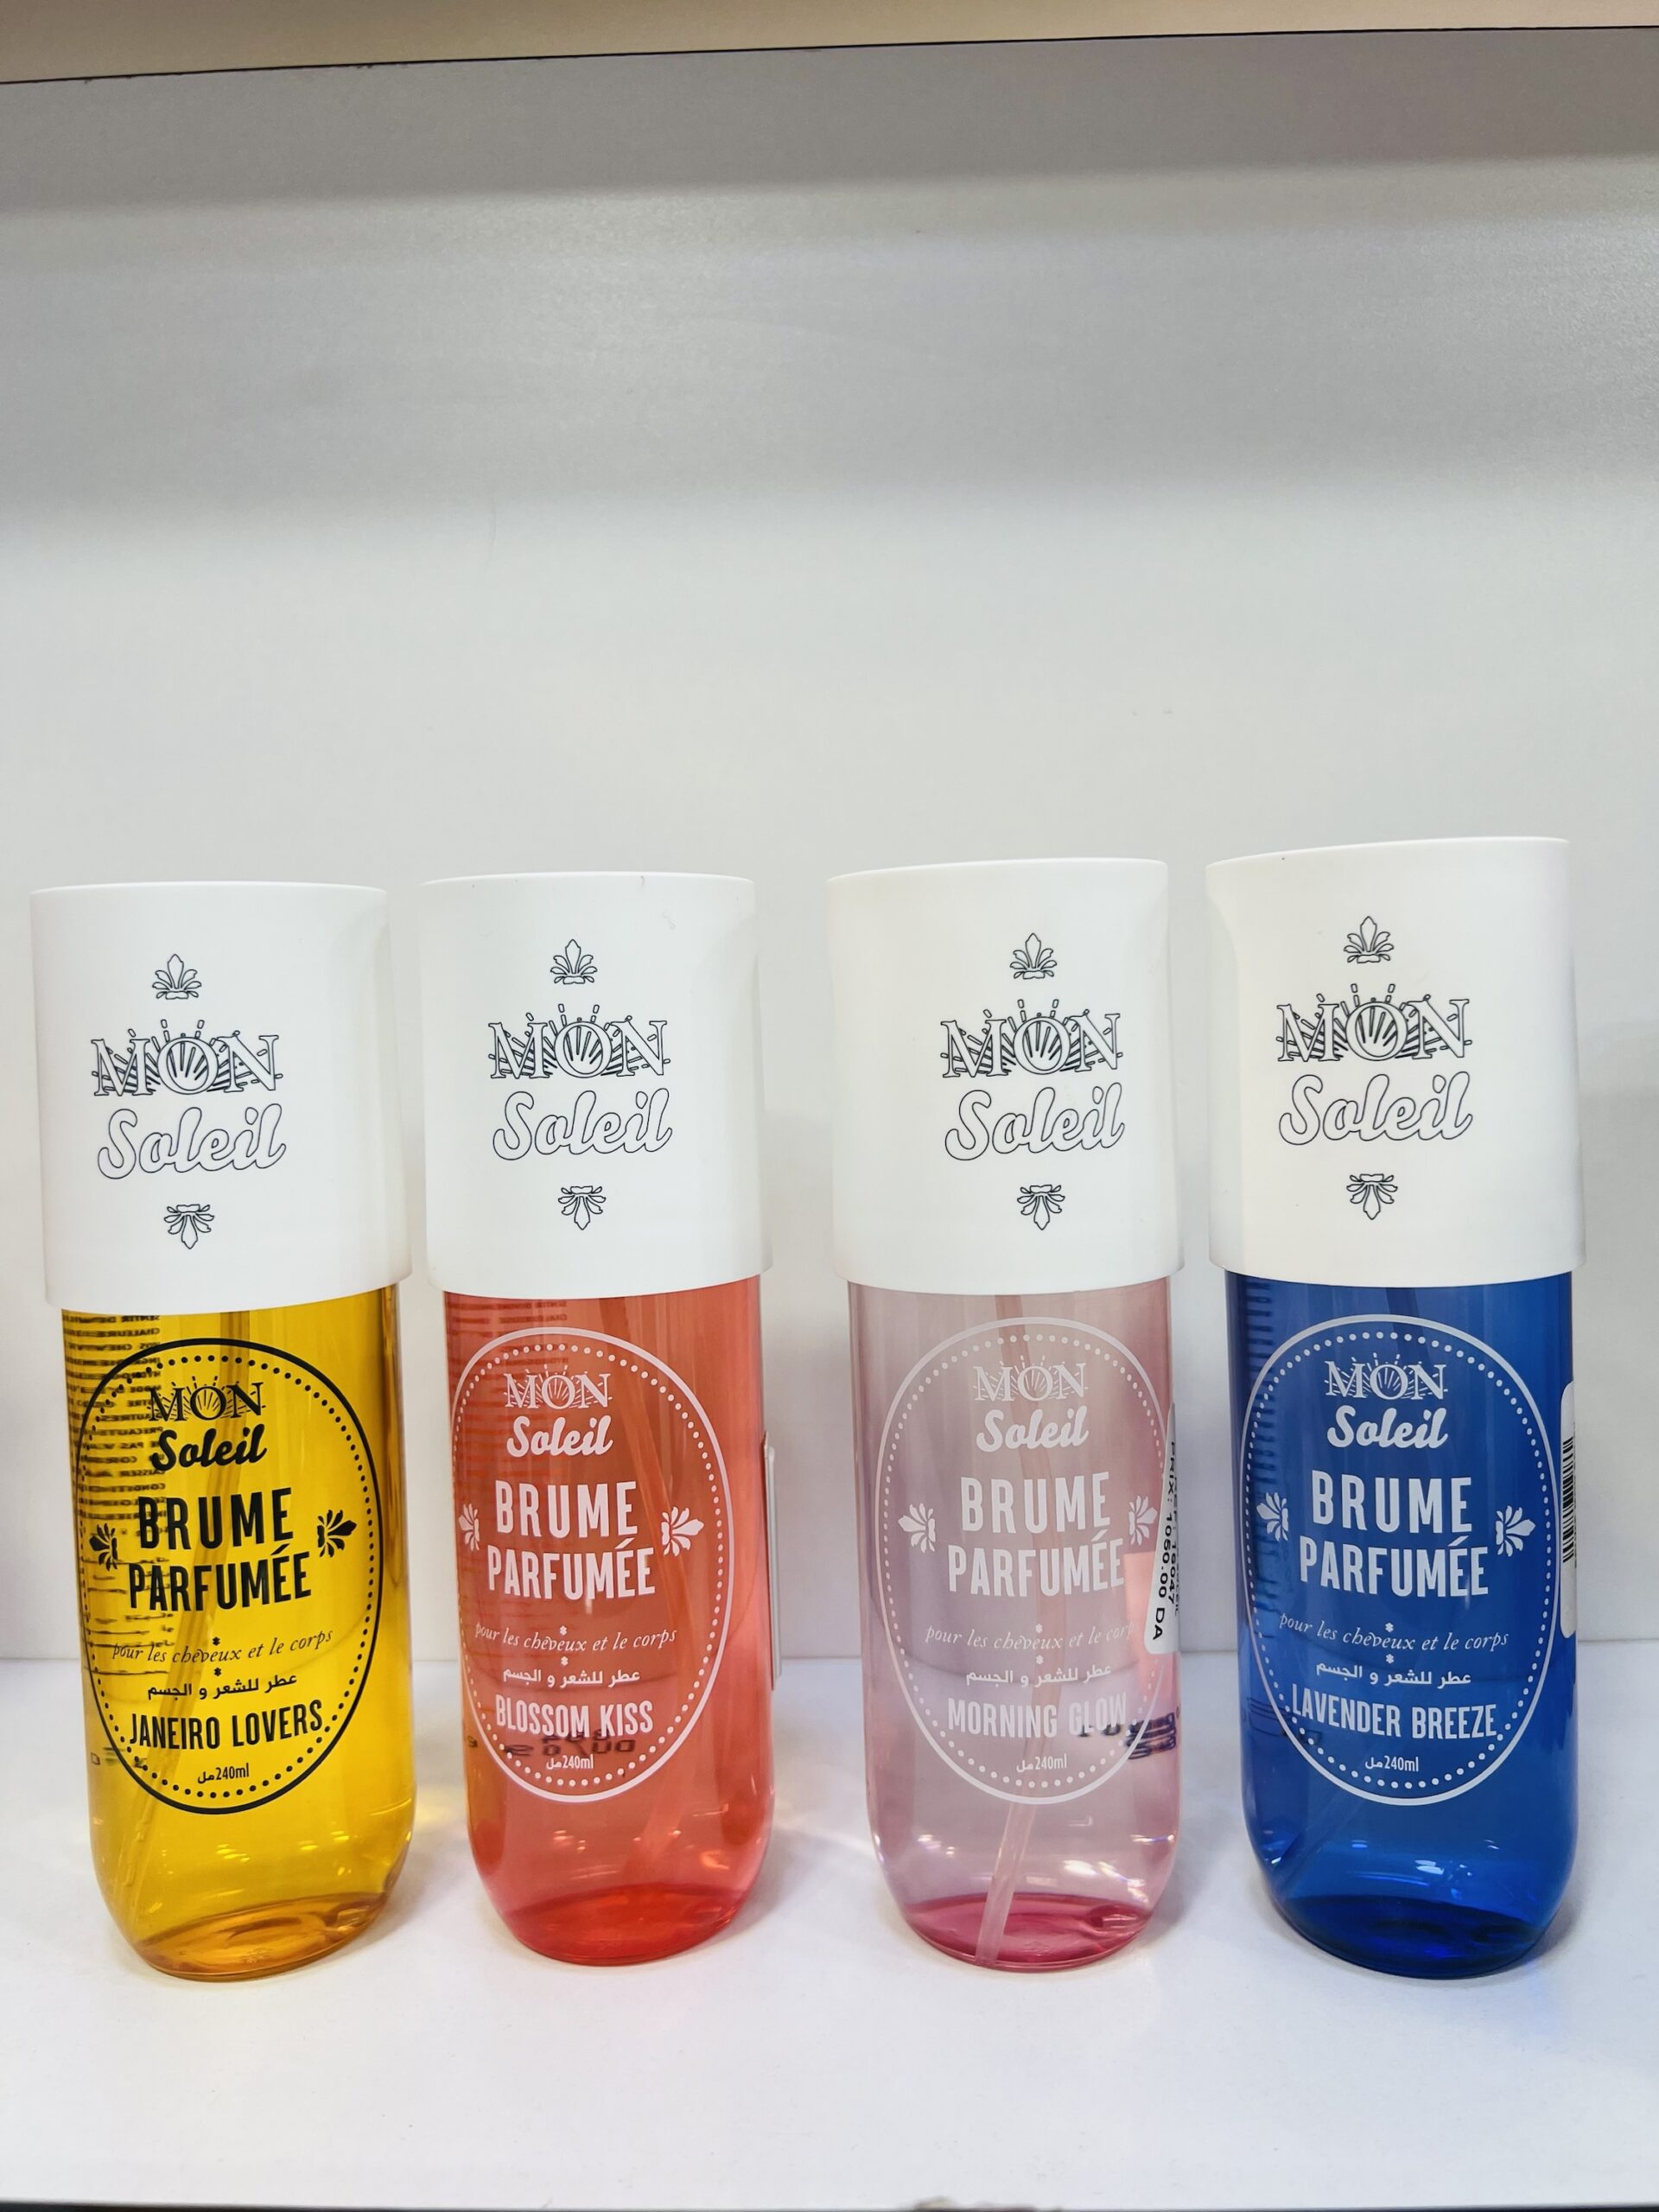 MON
Soleil
MON
Soleil
BRUME
PARFUMÉE
pour les cheveux et le corps
عطر للشعر و الجسم
JANEIRO LOVERS
240ml مل
MON
Soleil
MON
Soleil
BRUME
PARFUMÉE
pour les cheveux et le corps
عطر للشعر و الجسم
BLOSSOM KISS
240ml مل
MON
Soleil
MON
Soleil
BRUME
PARFUMÉE
pour les cheveux et le corps
عطر للشعر و الجسم
MORNING GLOW
240ml مل
PRIX: 1060.00 DA
MON
Soleil
MON
Soleil
BRUME
PARFUMÉE
pour les cheveux et le corps
عطر للشعر و الجسم
LAVENDER BREEZE
240ml مل